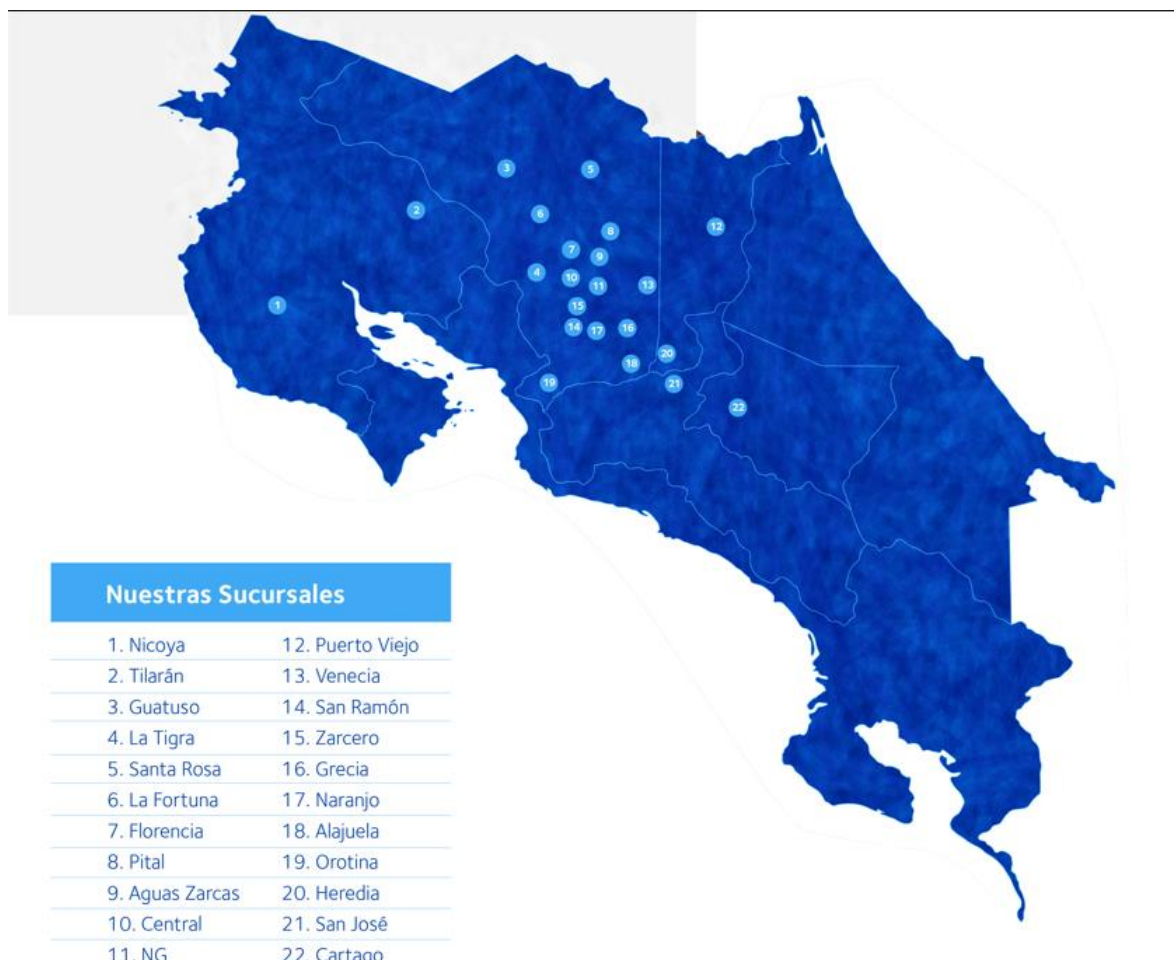 3
5
2
6
8
12
7
9
4
10
11
13
1
15
14
17
16
20
18
19
21
22
Nuestras Sucursales
1. Nicoya
12. Puerto Viejo
2. Tilarán
13. Venecia
3. Guatuso
14. San Ramón
4. La Tigra
15. Zarcero
5. Santa Rosa
16. Grecia
6. La Fortuna
17. Naranjo
7. Florencia
18. Alajuela
8. Pital
19. Orotina
9. Aguas Zarcas
20. Heredia
10. Central
21. San José
11. NG
22. Cartago